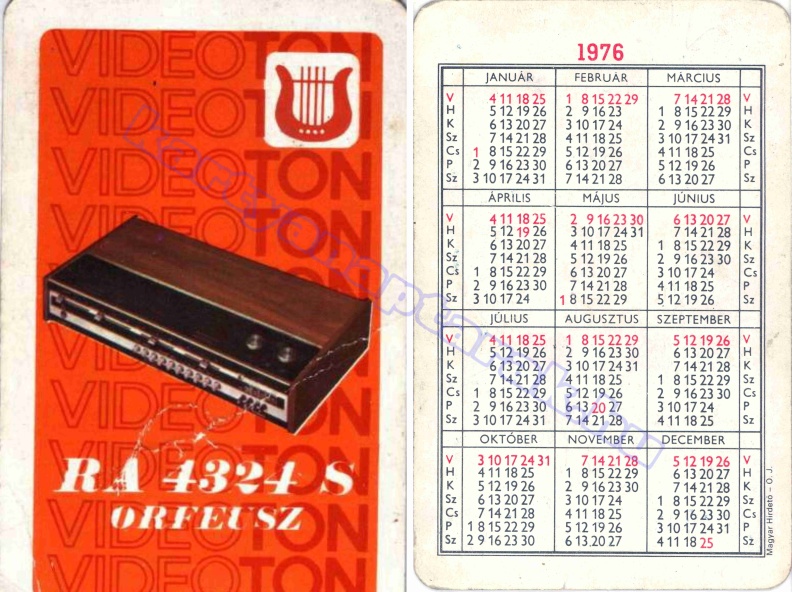 VIDEOTON
VIDEOTON
VIDEOTON
VIDEOTON
VIDEOTON
RA 4324 S
ORFEUSZ
VIDEOTON
VIDEOTON
kartyanaptarak.hu
1976
JANUÁR FEBRUÁR MÁRCIUS
V 4 11 18 25 1 8 15 22 29 7 14 21 28 V
H 5 12 19 26 2 9 16 23 1 8 15 22 29 H
K 6 13 20 27 3 10 17 24 2 9 16 23 30 K
Sz 7 14 21 28 4 11 18 25 3 10 17 24 31 Sz
Cs 1 8 15 22 29 5 12 19 26 4 11 18 25 Cs
P 2 9 16 23 30 6 13 20 27 5 12 19 26 P
Sz 3 10 17 24 31 7 14 21 28 6 13 20 27 Sz
ÁPRILIS MÁJUS JÚNIUS
V 4 11 18 25 2 9 16 23 30 6 13 20 27 V
H 5 12 19 26 3 10 17 24 31 7 14 21 28 H
K 6 13 20 27 4 11 18 25 1 8 15 22 29 K
Sz 7 14 21 28 5 12 19 26 2 9 16 23 30 Sz
Cs 1 8 15 22 29 6 13 20 27 3 10 17 24 Cs
P 2 9 16 23 30 7 14 21 28 4 11 18 25 P
Sz 3 10 17 24 1 8 15 22 29 5 12 19 26 Sz
JÚLIUS AUGUSZTUS SZEPTEMBER
V 4 11 18 25 1 8 15 22 29 5 12 19 26 V
H 5 12 19 26 2 9 16 23 30 6 13 20 27 H
K 6 13 20 27 3 10 17 24 31 7 14 21 28 K
Sz 7 14 21 28 4 11 18 25 1 8 15 22 29 Sz
Cs 1 8 15 22 29 5 12 19 26 2 9 16 23 30 Cs
P 2 9 16 23 30 6 13 20 27 3 10 17 24 P
Sz 3 10 17 24 31 7 14 21 28 4 11 18 25 Sz
OKTÓBER NOVEMBER DECEMBER
V 3 10 17 24 31 7 14 21 28 5 12 19 26 V
H 4 11 18 25 1 8 15 22 29 6 13 20 27 H
K 5 12 19 26 2 9 16 23 30 7 14 21 28 K
Sz 6 13 20 27 3 10 17 24 1 8 15 22 29 Sz
Cs 7 14 21 28 4 11 18 25 2 9 16 23 30 Cs
P 1 8 15 22 29 5 12 19 26 3 10 17 24 31 P
Sz 2 9 16 23 30 6 13 20 27 4 11 18 25 Sz
Magyar Hirdető – O. J.